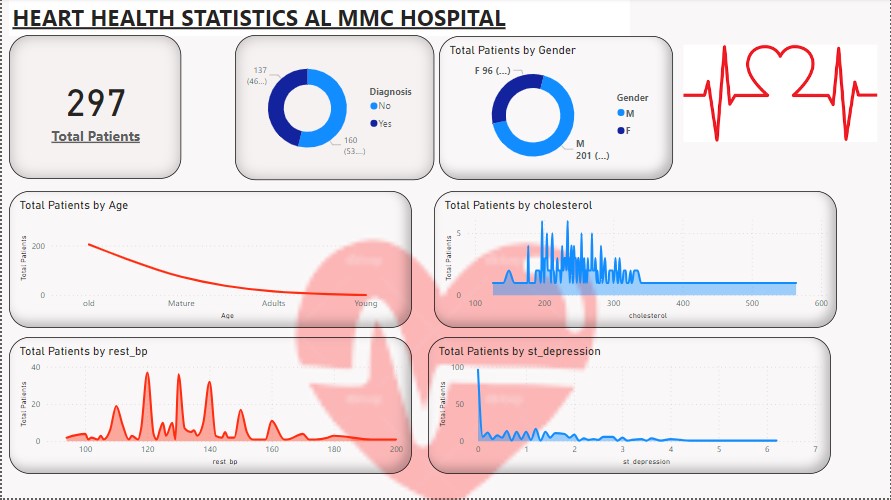 HEART HEALTH STATISTICS AL MMC HOSPITAL
297
Total Patients
137
(46...)
160
(53...)
Diagnosis
No
Yes
Total Patients by Gender
F 96 (...)
M
201 (...)
Gender
M
F
Total Patients by Age
Total Patients
200
0
old
Mature
Adults
Young
Age
Total Patients by cholesterol
Total Patients
5
0
100
200
300
400
500
600
cholesterol
Total Patients by rest_bp
Total Patients
40
20
0
100
120
140
160
180
200
rest_bp
Total Patients by st_depression
Total Patients
100
50
0
0
1
2
3
4
5
6
7
st_depression